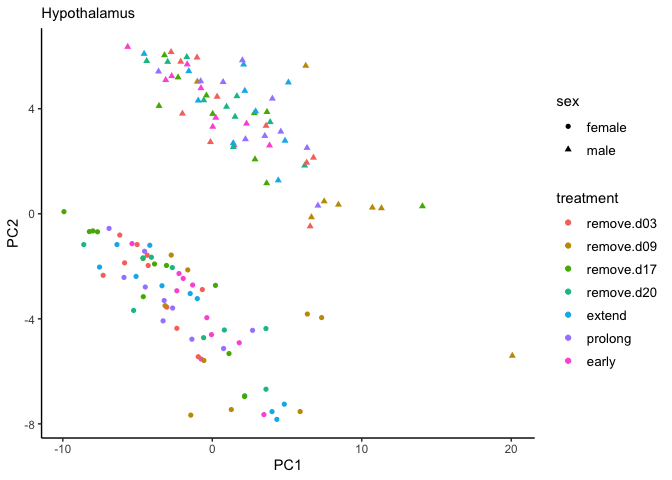 Hypothalamus
4
0
-4
-8
-10
0
10
20
PC1
PC2
sex
female
male
treatment
remove.d03
remove.d09
remove.d17
remove.d20
extend
prolong
early